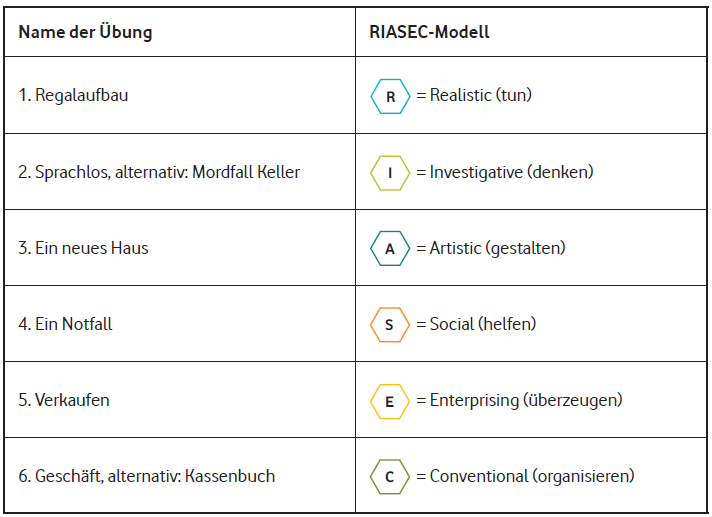 Name der Übung RIASEC-Modell
1. Regalaufbau R = Realistic (tun)
2. Sprachlos, alternativ: Mordfall Keller I = Investigative (denken)
3. Ein neues Haus A = Artistic (gestalten)
4. Ein Notfall S = Social (helfen)
5. Verkaufen E = Enterprising (überzeugen)
6. Geschäft, alternativ: Kassenbuch C = Conventional (organisieren)